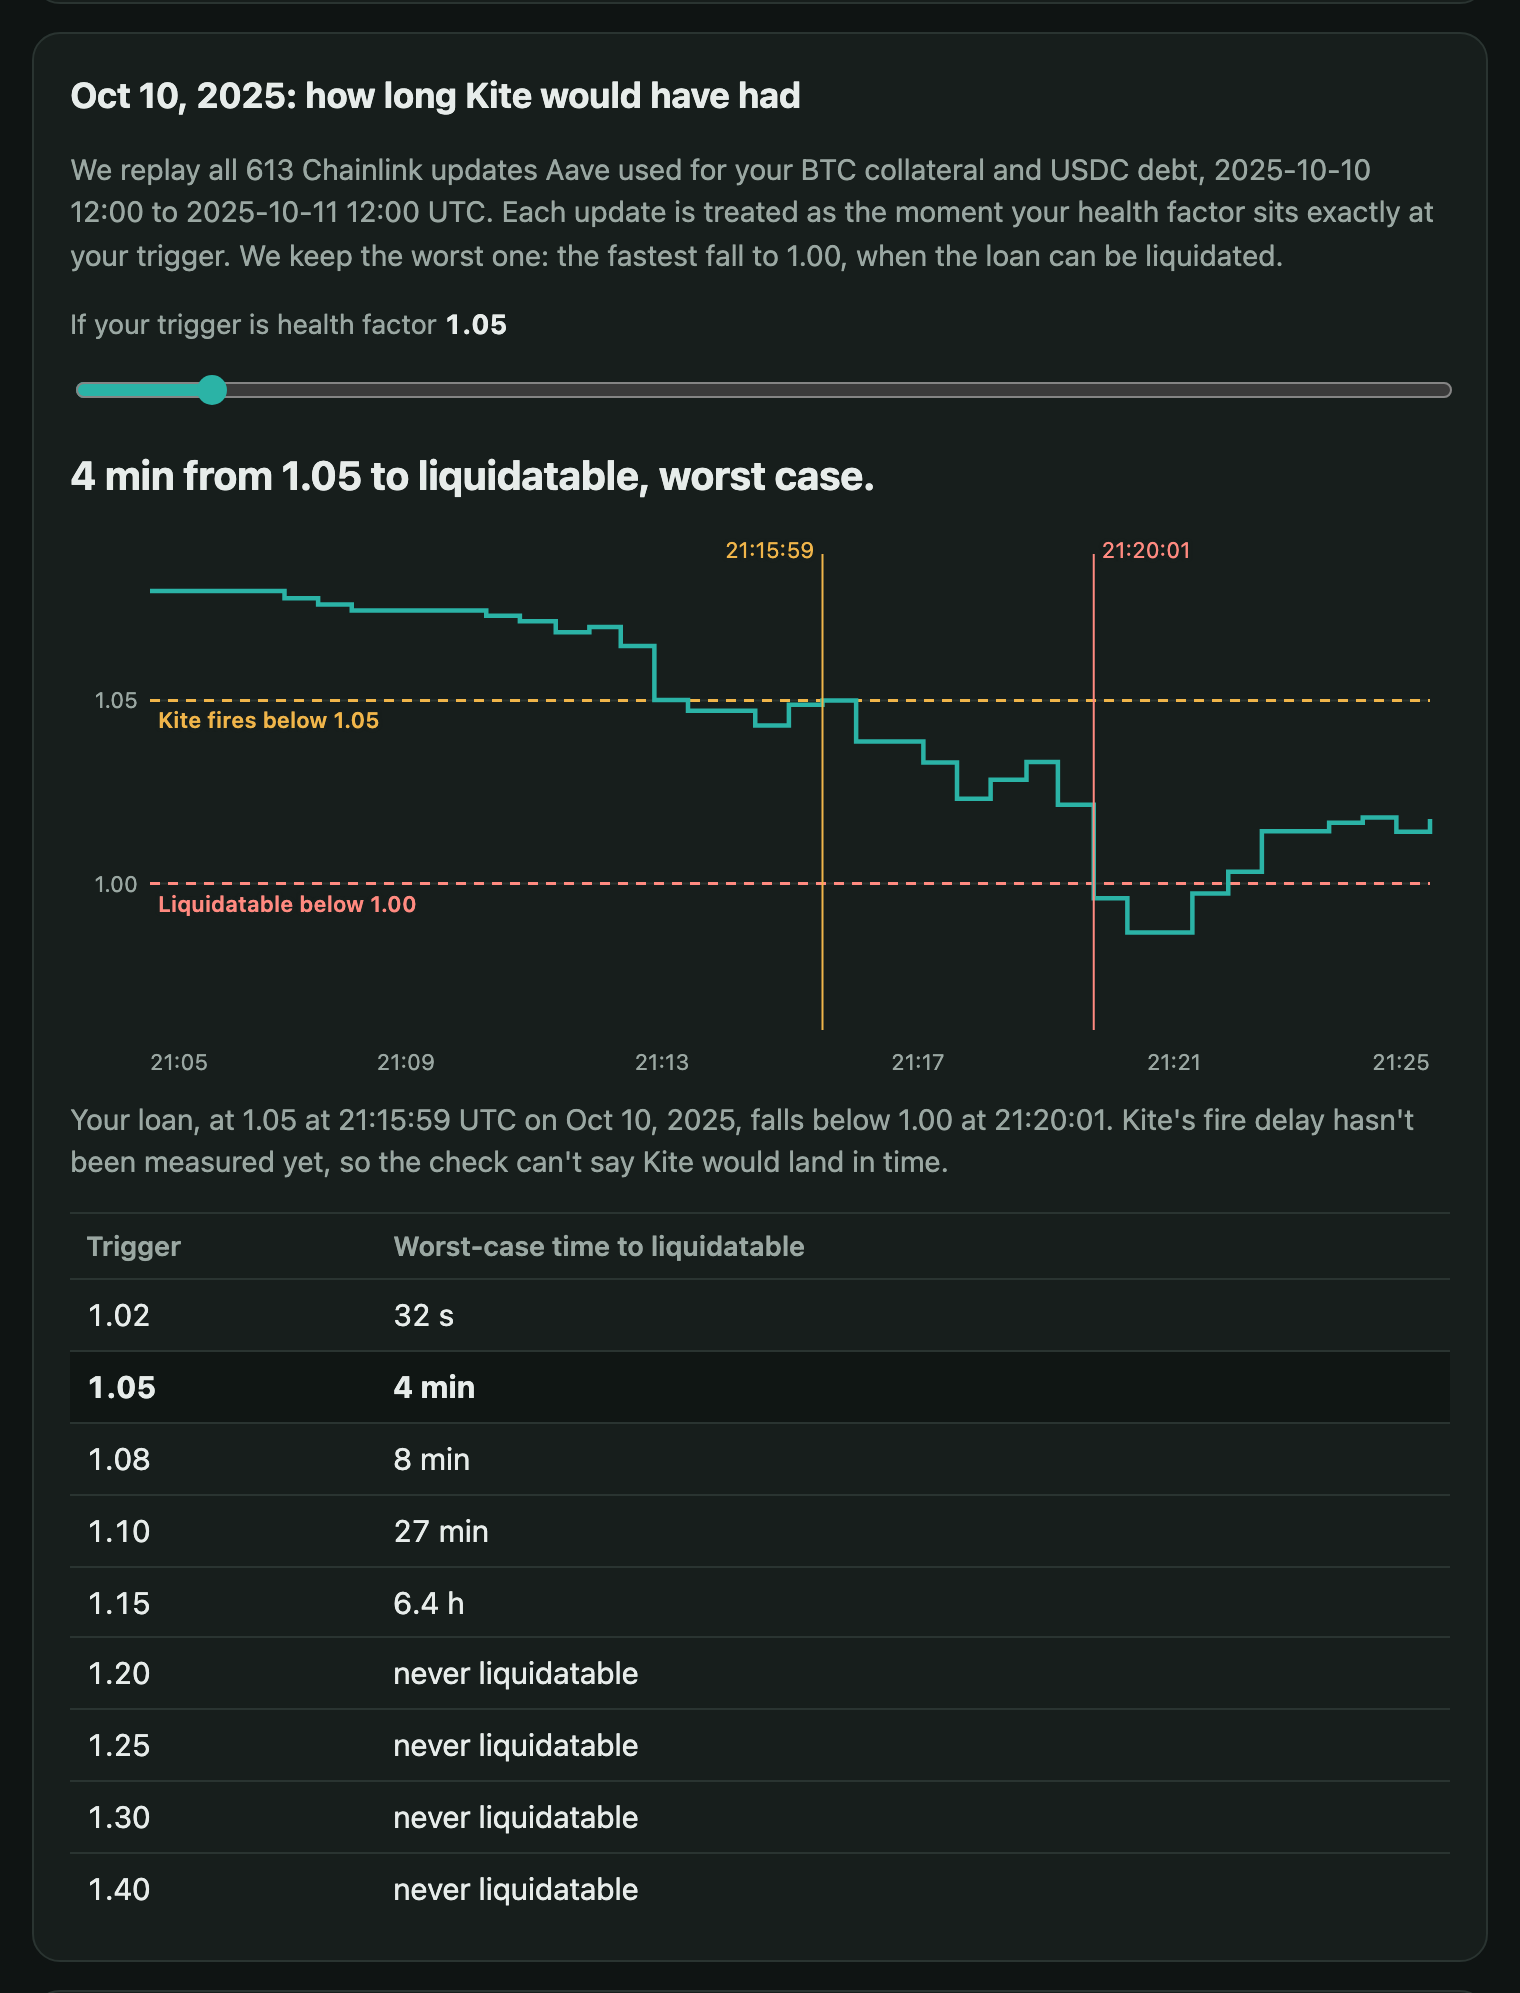 Oct 10, 2025: how long Kite would have had
We replay all 613 Chainlink updates Aave used for your BTC collateral and USDC debt, 2025-10-10
12:00 to 2025-10-11 12:00 UTC. Each update is treated as the moment your health factor sits exactly at
your trigger. We keep the worst one: the fastest fall to 1.00, when the loan can be liquidated.
If your trigger is health factor 1.05
4 min from 1.05 to liquidatable, worst case.
21:15:59 21:20:01
1.05
Kite fires below 1.05
1.00
Liquidatable below 1.00
21:05 21:09 21:13 21:17 21:21 21:25
Your loan, at 1.05 at 21:15:59 UTC on Oct 10, 2025, falls below 1.00 at 21:20:01. Kite's fire delay hasn't
been measured yet, so the check can't say Kite would land in time.
Trigger Worst-case time to liquidatable
1.02 32 s
1.05 4 min
1.08 8 min
1.10 27 min
1.15 6.4 h
1.20 never liquidatable
1.25 never liquidatable
1.30 never liquidatable
1.40 never liquidatable